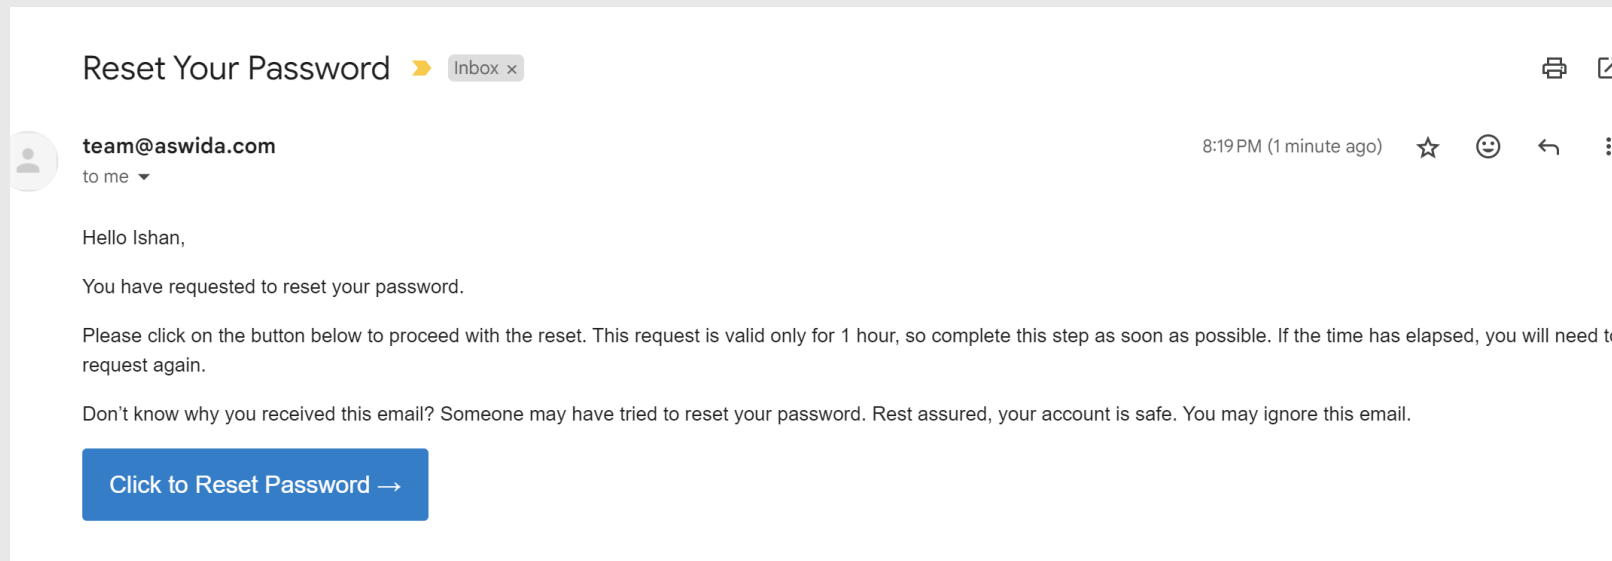 Reset Your Password
Inbox ×
team@aswida.com
8:19 PM (1 minute ago)
to me
Hello Ishan,
You have requested to reset your password.
Please click on the button below to proceed with the reset. This request is valid only for 1 hour, so complete this step as soon as possible. If the time has elapsed, you will need
request again.
Don’t know why you received this email? Someone may have tried to reset your password. Rest assured, your account is safe. You may ignore this email.
Click to Reset Password →